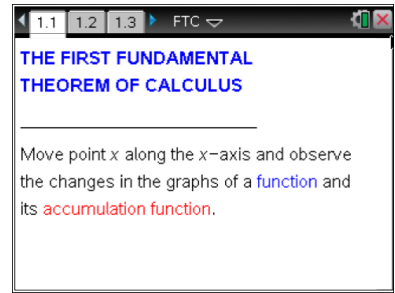 1.1 1.2 1.3 FTC
THE FIRST FUNDAMENTAL
THEOREM OF CALCULUS
Move point x along the x-axis and observe
the changes in the graphs of a function and
its accumulation function.